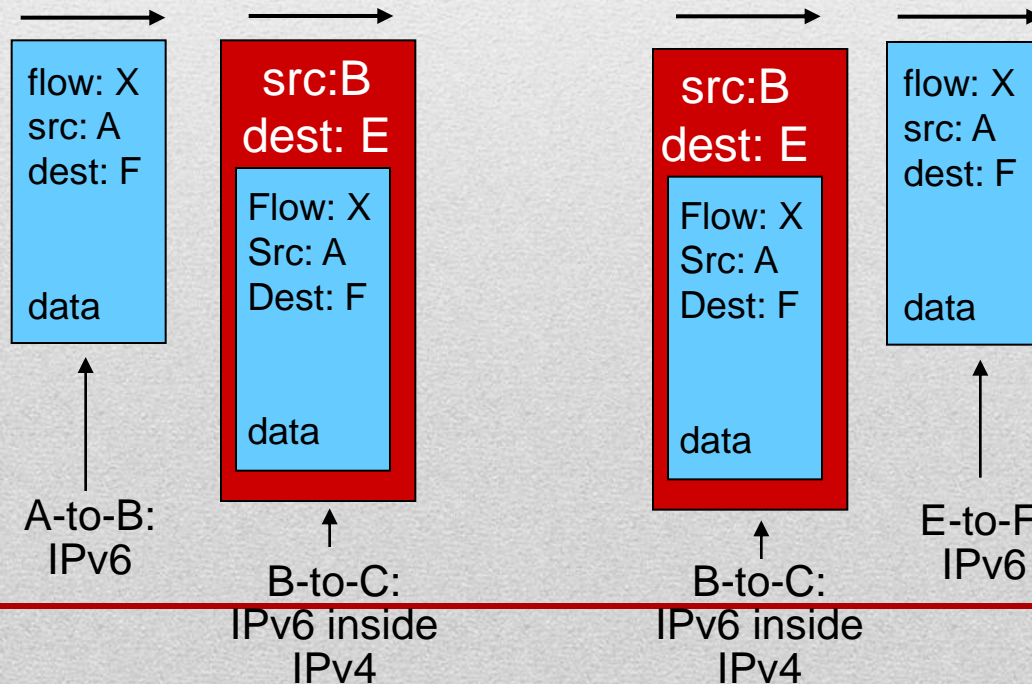 flow: X
src: A
dest: F
data
A-to-B:
IPv6
src:B
dest: E
Flow: X
Src: A
Dest: F
data
B-to-C:
IPv6 inside
IPv4
src:B
dest: E
Flow: X
Src: A
Dest: F
data
B-to-C:
IPv6 inside
IPv4
flow: X
src: A
dest: F
data
E-to-F
IPv6